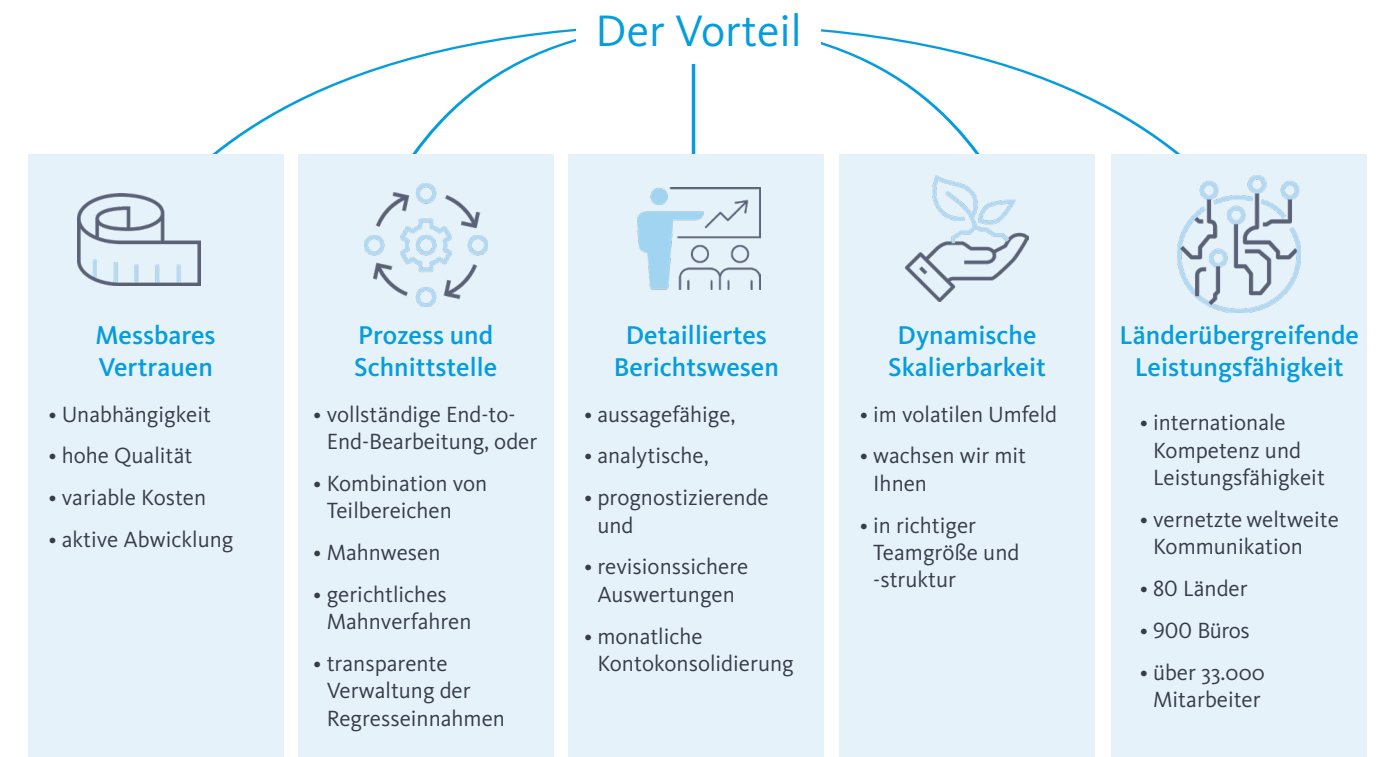 Der Vorteil
Messbares
Vertrauen
• Unabhängigkeit
• hohe Qualität
• variable Kosten
• aktive Abwicklung
Prozess und
Schnittstelle
• vollständige End-to-
End-Bearbeitung, oder
• Kombination von
Teilbereichen
• Mahnwesen
• gerichtliches
Mahnverfahren
• transparente
Verwaltung der
Regresseinnahmen
Detailliertes
Berichtswesen
• aussagefähige,
• analytische,
• prognostizierende
und
• revisionssichere
Auswertungen
• monatliche
Kontokonsolidierung
Dynamische
Skalierbarkeit
• im volatilen Umfeld
• wachsen wir mit
Ihnen
• in richtiger
Teamgröße und
-struktur
Länderübergreifende
Leistungsfähigkeit
• internationale
Kompetenz und
Leistungsfähigkeit
• vernetzte weltweite
Kommunikation
• 80 Länder
• 900 Büros
• über 33.000
Mitarbeiter